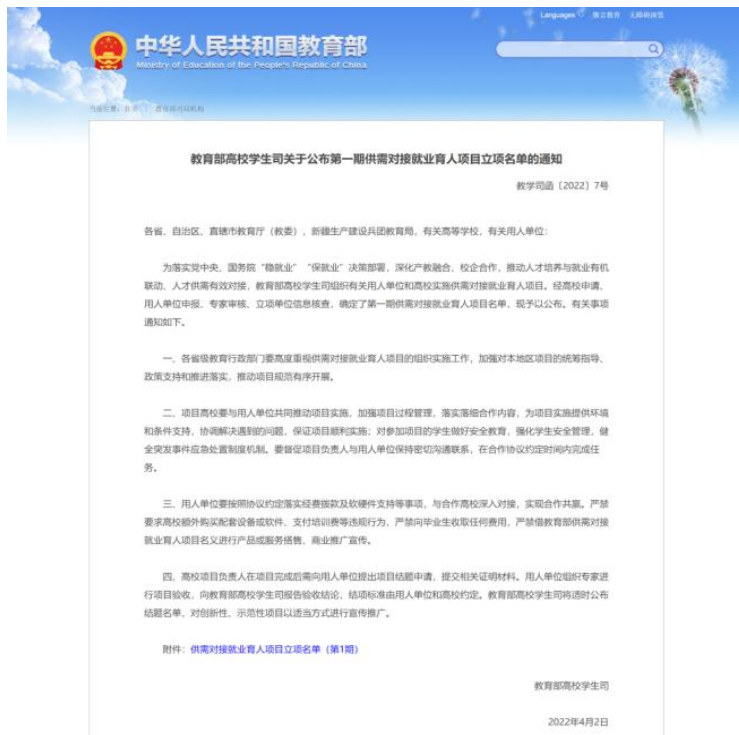 Languages
微言教育 无障碍浏览
中华人民共和国教育部
Ministry of Education of the People's Republic of China
当前位置：首页 > 教育部司局机构
教育部高校学生司关于公布第一期供需对接就业育人项目立项名单的通知
教学司函〔2022〕7号
各省、自治区、直辖市教育厅（教委），新疆生产建设兵团教育局，有关高等学校，有关用人单位：
为落实党中央、国务院“稳就业”“保就业”决策部署，深化产教融合、校企合作，推动人才培养与就业有机
联动、人才供需有效对接，教育部高校学生司组织有关用人单位和高校实施供需对接就业育人项目。经高校申请、
用人单位申报、专家审核、立项单位信息核查，确定了第一期供需对接就业育人项目名单，现予以公布。有关事项
通知如下。
一、各省级教育行政部门要高度重视供需对接就业育人项目的组织实施工作，加强对本地区项目的统筹指导、
政策支持和推进落实，推动项目规范有序开展。
二、项目高校要与用人单位共同推动项目实施，加强项目过程管理，落实落细合作内容，为项目实施提供环境
和条件支持，协调解决遇到的问题，保证项目顺利实施；对参加项目的学生做好安全教育，强化学生安全管理，健
全突发事件应急处置制度机制。要督促项目负责人与用人单位保持密切沟通联系，在合作协议约定时间内完成任
务。
三、用人单位要按照协议约定落实经费拨款及软硬件支持等事项，与合作高校深入对接，实现合作共赢。严禁
要求高校额外购买配套设备或软件、支付培训费等违规行为，严禁向毕业生收取任何费用，严禁借教育部供需对接
就业育人项目名义进行产品或服务搭售、商业推广宣传。
四、高校项目负责人在项目完成后需向用人单位提出项目结题申请，提交相关证明材料。用人单位组织专家进
行项目验收，向教育部高校学生司报告验收结论，结项标准由用人单位和高校约定。教育部高校学生司将适时公布
结题名单，对创新性、示范性项目以适当方式进行宣传推广。
附件：供需对接就业育人项目立项名单（第1期）
教育部高校学生司
2022年4月2日